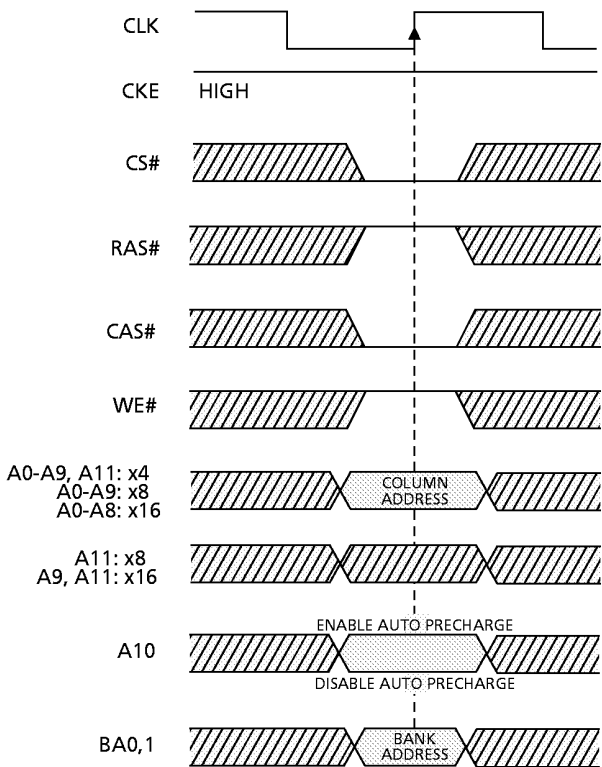 CLK
CKE HIGH
CS#
RAS#
CAS#
WE#
A0-A9, A11: x4
A0-A9: x8
A0-A8: x16
COLUMN
ADDRESS
A11: x8
A9, A11: x16
ENABLE AUTO PRECHARGE
A10
DISABLE AUTO PRECHARGE
BA0,1
BANK
ADDRESS